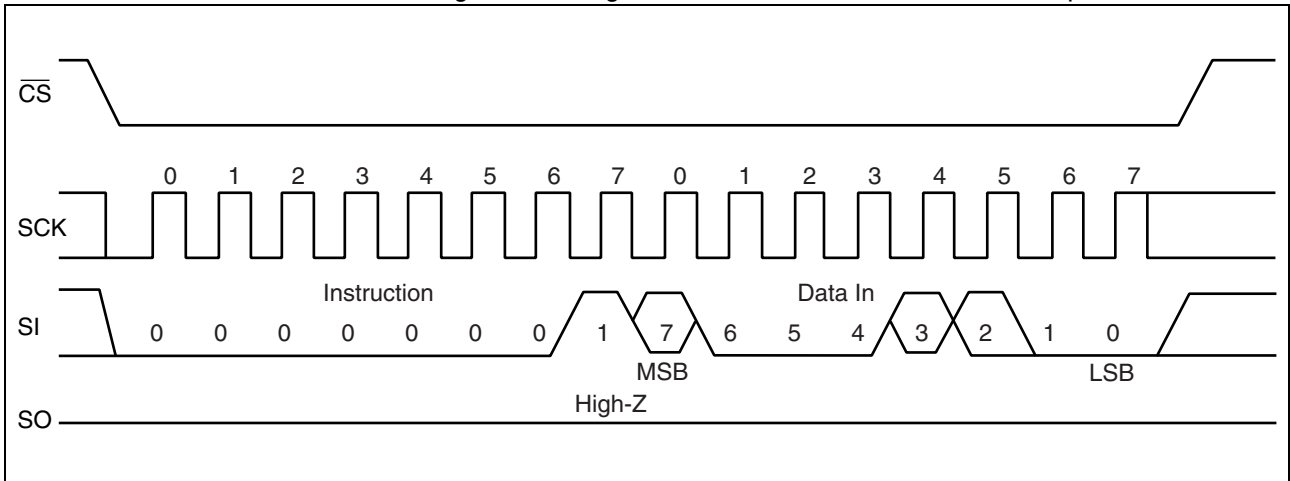 CS
0 1 2 3 4 5 6 7 0 1 2 3 4 5 6 7
SCK
Instruction Data In
SI 0 0 0 0 0 0 0 1 7 6 5 4 3 2 1 0
MSB LSB
High-Z
SO